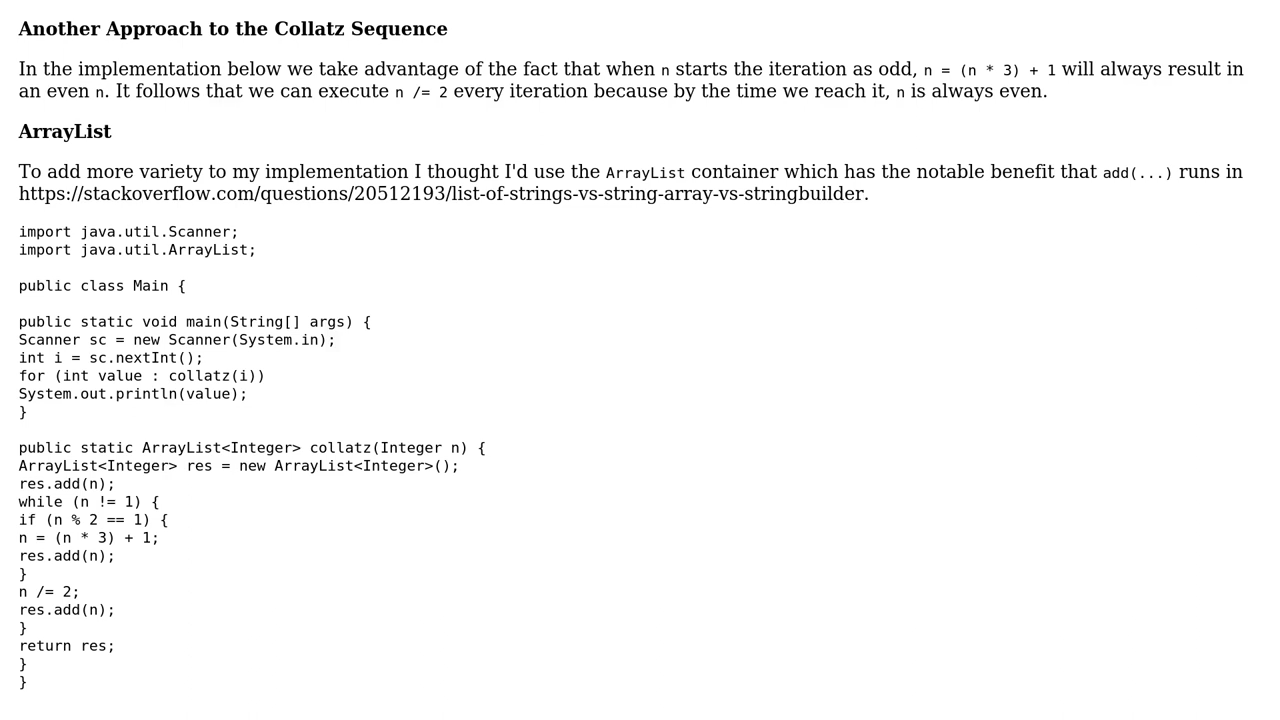 Another Approach to the Collatz Sequence
In the implementation below we take advantage of the fact that when n starts the iteration as odd, n = (n * 3) + 1 will always result in
an even n. It follows that we can execute n /= 2 every iteration because by the time we reach it, n is always even.
ArrayList
To add more variety to my implementation I thought I'd use the ArrayList container which has the notable benefit that add(...) runs in
https://stackoverflow.com/questions/20512193/list-of-strings-vs-string-array-vs-stringbuilder.
import java.util.Scanner;
import java.util.ArrayList;
public class Main {
public static void main(String[] args) {
Scanner sc = new Scanner(System.in);
int i = sc.nextInt();
for (int value : collatz(i))
System.out.println(value);
}
public static ArrayList<Integer> collatz(Integer n) {
ArrayList<Integer> res = new ArrayList<Integer>();
res.add(n);
while (n != 1) {
if (n % 2 == 1) {
n = (n * 3) + 1;
res.add(n);
}
n /= 2;
res.add(n);
}
return res;
}
}